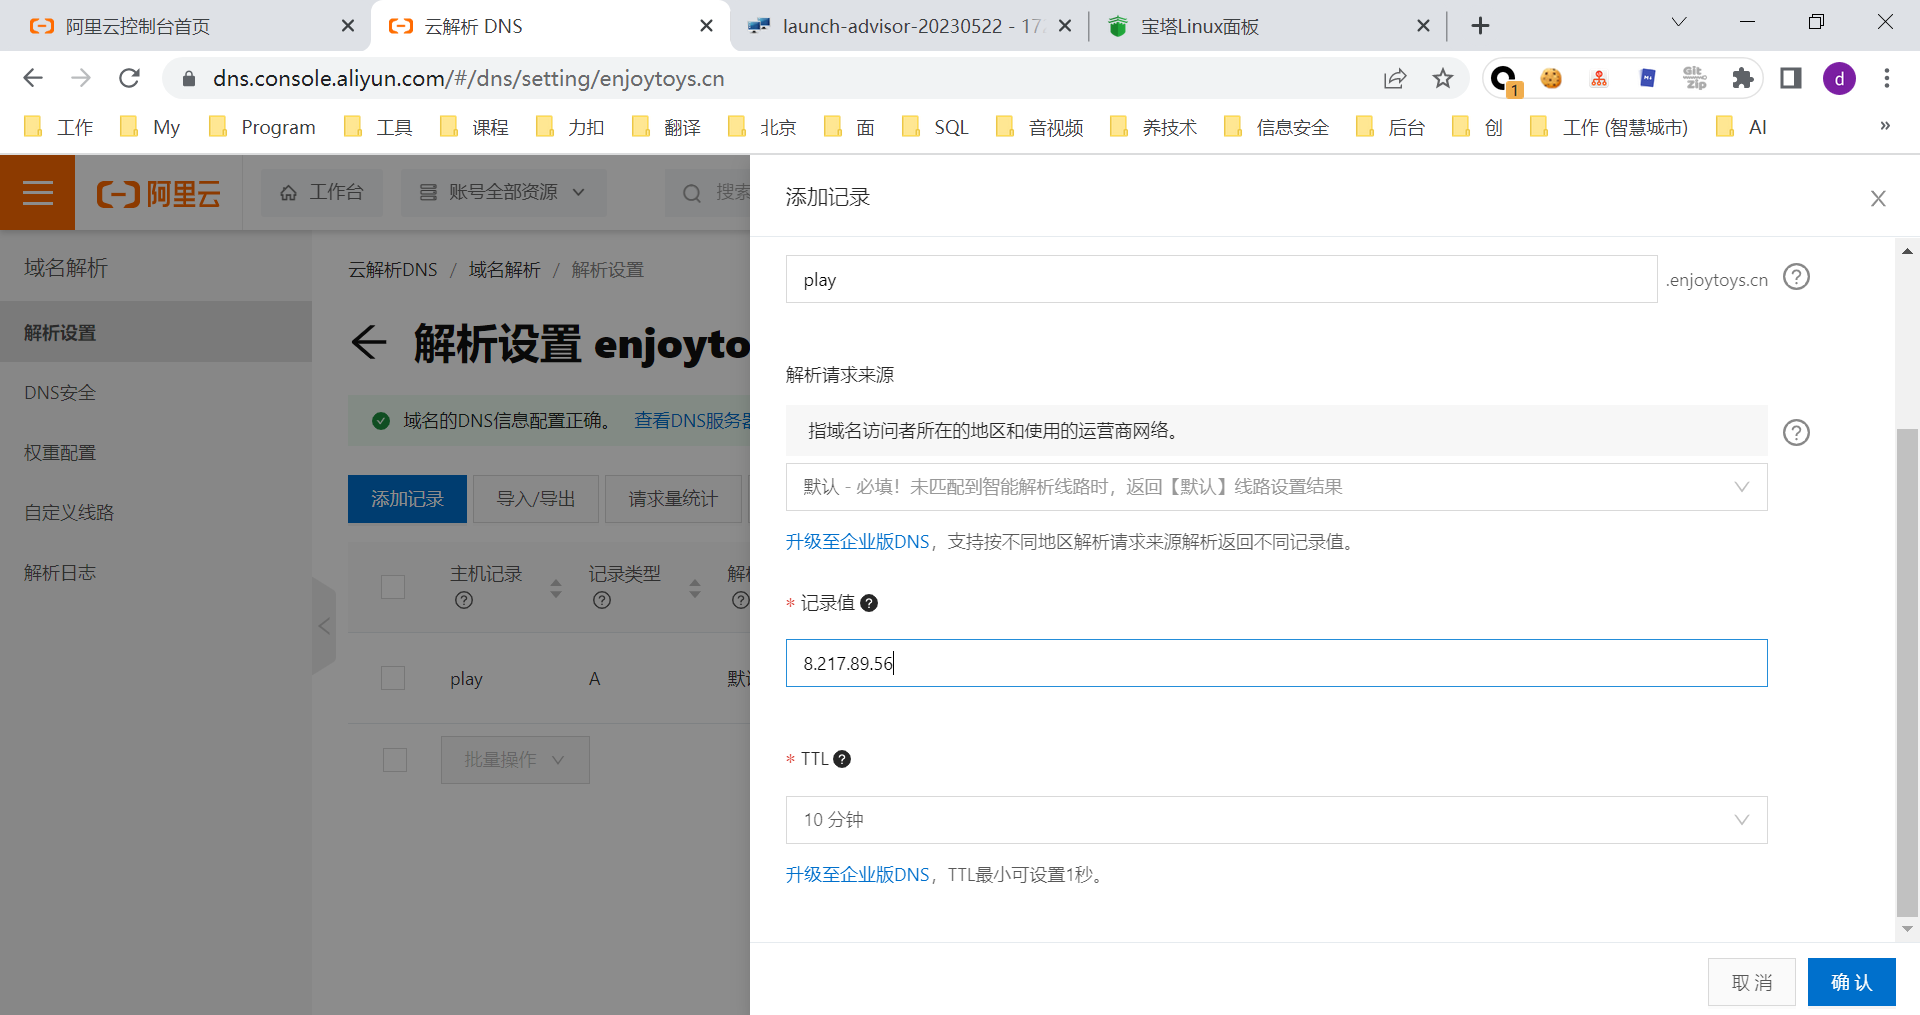 阿里云控制台首页
云解析 DNS
launch-advisor-20230522 - 17
宝塔Linux面板
dns.console.aliyun.com/#/dns/setting/enjoytoys.cn
1
Git Zip
d
工作
My
Program
工具
课程
力扣
翻译
北京
面
SQL
音视频
养技术
信息安全
后台
创
工作 (智慧城市)
AI
»
阿里云
工作台
账号全部资源
搜索
域名解析
解析设置
DNS安全
权重配置
自定义线路
解析日志
云解析DNS / 域名解析 / 解析设置
解析设置 enjoyto
域名的DNS信息配置正确。 查看DNS服务器
添加记录
导入/导出
请求量统计
主机记录
记录类型
解析
play
A
默认
批量操作
添加记录
play
.enjoytoys.cn
解析请求来源
指域名访问者所在的地区和使用的运营商网络。
默认 - 必填！未匹配到智能解析线路时，返回【默认】线路设置结果
升级至企业版DNS，支持按不同地区解析请求来源解析返回不同记录值。
* 记录值
8.217.89.56
* TTL
10 分钟
升级至企业版DNS，TTL最小可设置1秒。
取消
确认